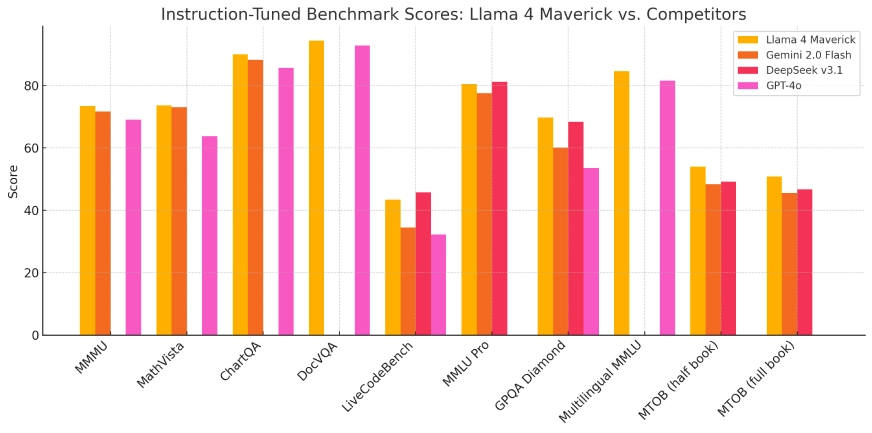 Instruction-Tuned Benchmark Scores: Llama 4 Maverick vs. Competitors
Llama 4 Maverick
Gemini 2.0 Flash
DeepSeek v3.1
GPT-4o
Score
80
60
40
20
0
MMMU
MathVista
ChartQA
DocVQA
LiveCodeBench
MMLU Pro
GPQA Diamond
Multilingual MMLU
MTOB (half book)
MTOB (full book)